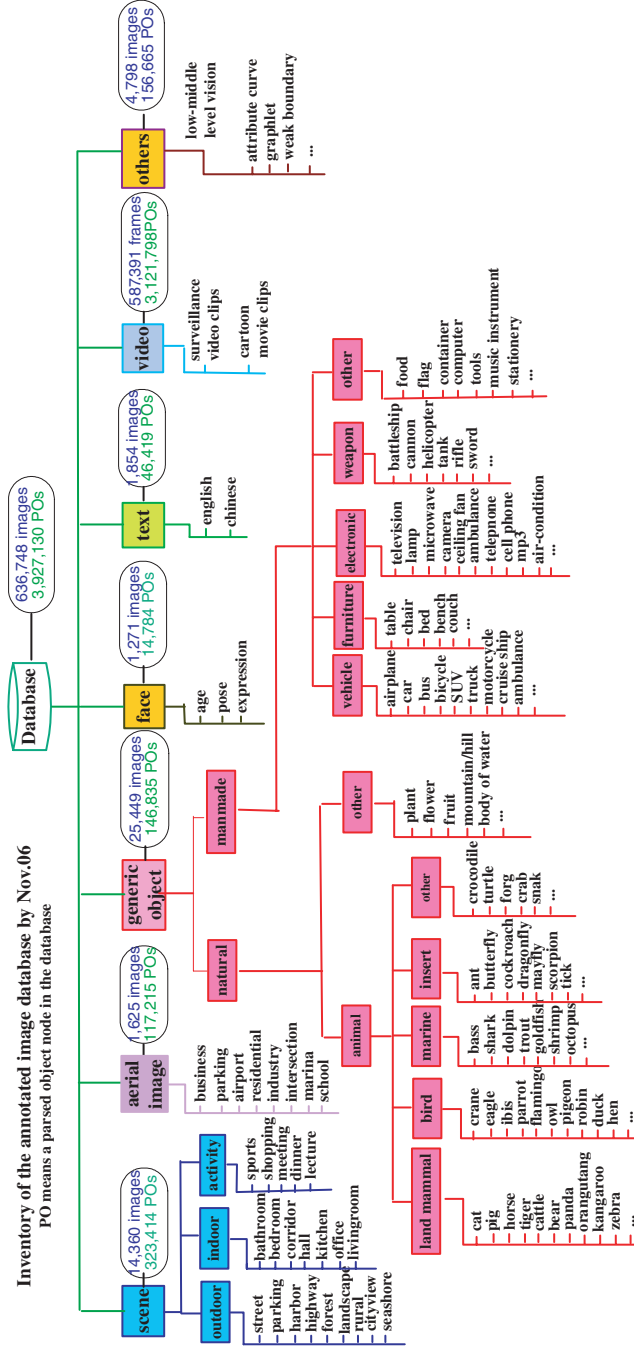 Inventory of the annotated image database by Nov.06
PO means a parsed object node in the database
Database
636,748 images
3,927,130 POs
scene
14,360 images
323,414 POs
outdoor
street
parking
harbor
highway
forest
landscape
rural
cityview
seashore
indoor
bathroom
bedroom
corridor
hall
kitchen
office
livingroom
activity
sports
shopping
meeting
dinner
lecture
aerial
image
1,625 images
117,215 POs
business
parking
airport
residential
industry
intersection
marina
school
generic
object
25,449 images
146,835 POs
natural
manmade
animal
other
land mammal
cat
pig
horse
tiger
cattle
bear
panda
orangutang
kangaroo
zebra
...
bird
crane
eagle
ibis
parrot
flamingo
owl
pigeon
robin
duck
hen
...
marine
bass
shark
dolpin
trout
goldfish
shrimp
octopus
...
insert
ant
butterfly
cockroach
dragonfly
mayfly
scorpion
tick
...
other
crocodile
turtle
forg
crab
snak
...
plant
flower
fruit
mountain/hill
body of water
...
vehicle
airplane
car
bus
bicycle
SUV
truck
motorcycle
cruise ship
ambulance
...
furniture
table
chair
bed
bench
couch
...
electronic
television
lamp
microwave
camera
ceiling fan
ambulance
telepnone
cell phone
mp3
air-condition
...
weapon
battleship
cannon
helicopter
tank
rifle
sword
...
other
food
flag
container
computer
tools
music instrument
stationery
...
face
1,271 images
14,784 POs
age
pose
expression
text
1,854 images
46,419 POs
english
chinese
video
587,391 frames
3,121,798POs
surveillance
video clips
cartoon
movie clips
others
4,798 images
156,665 POs
low-middle
level vision
attribute curve
graphlet
weak boundary
...